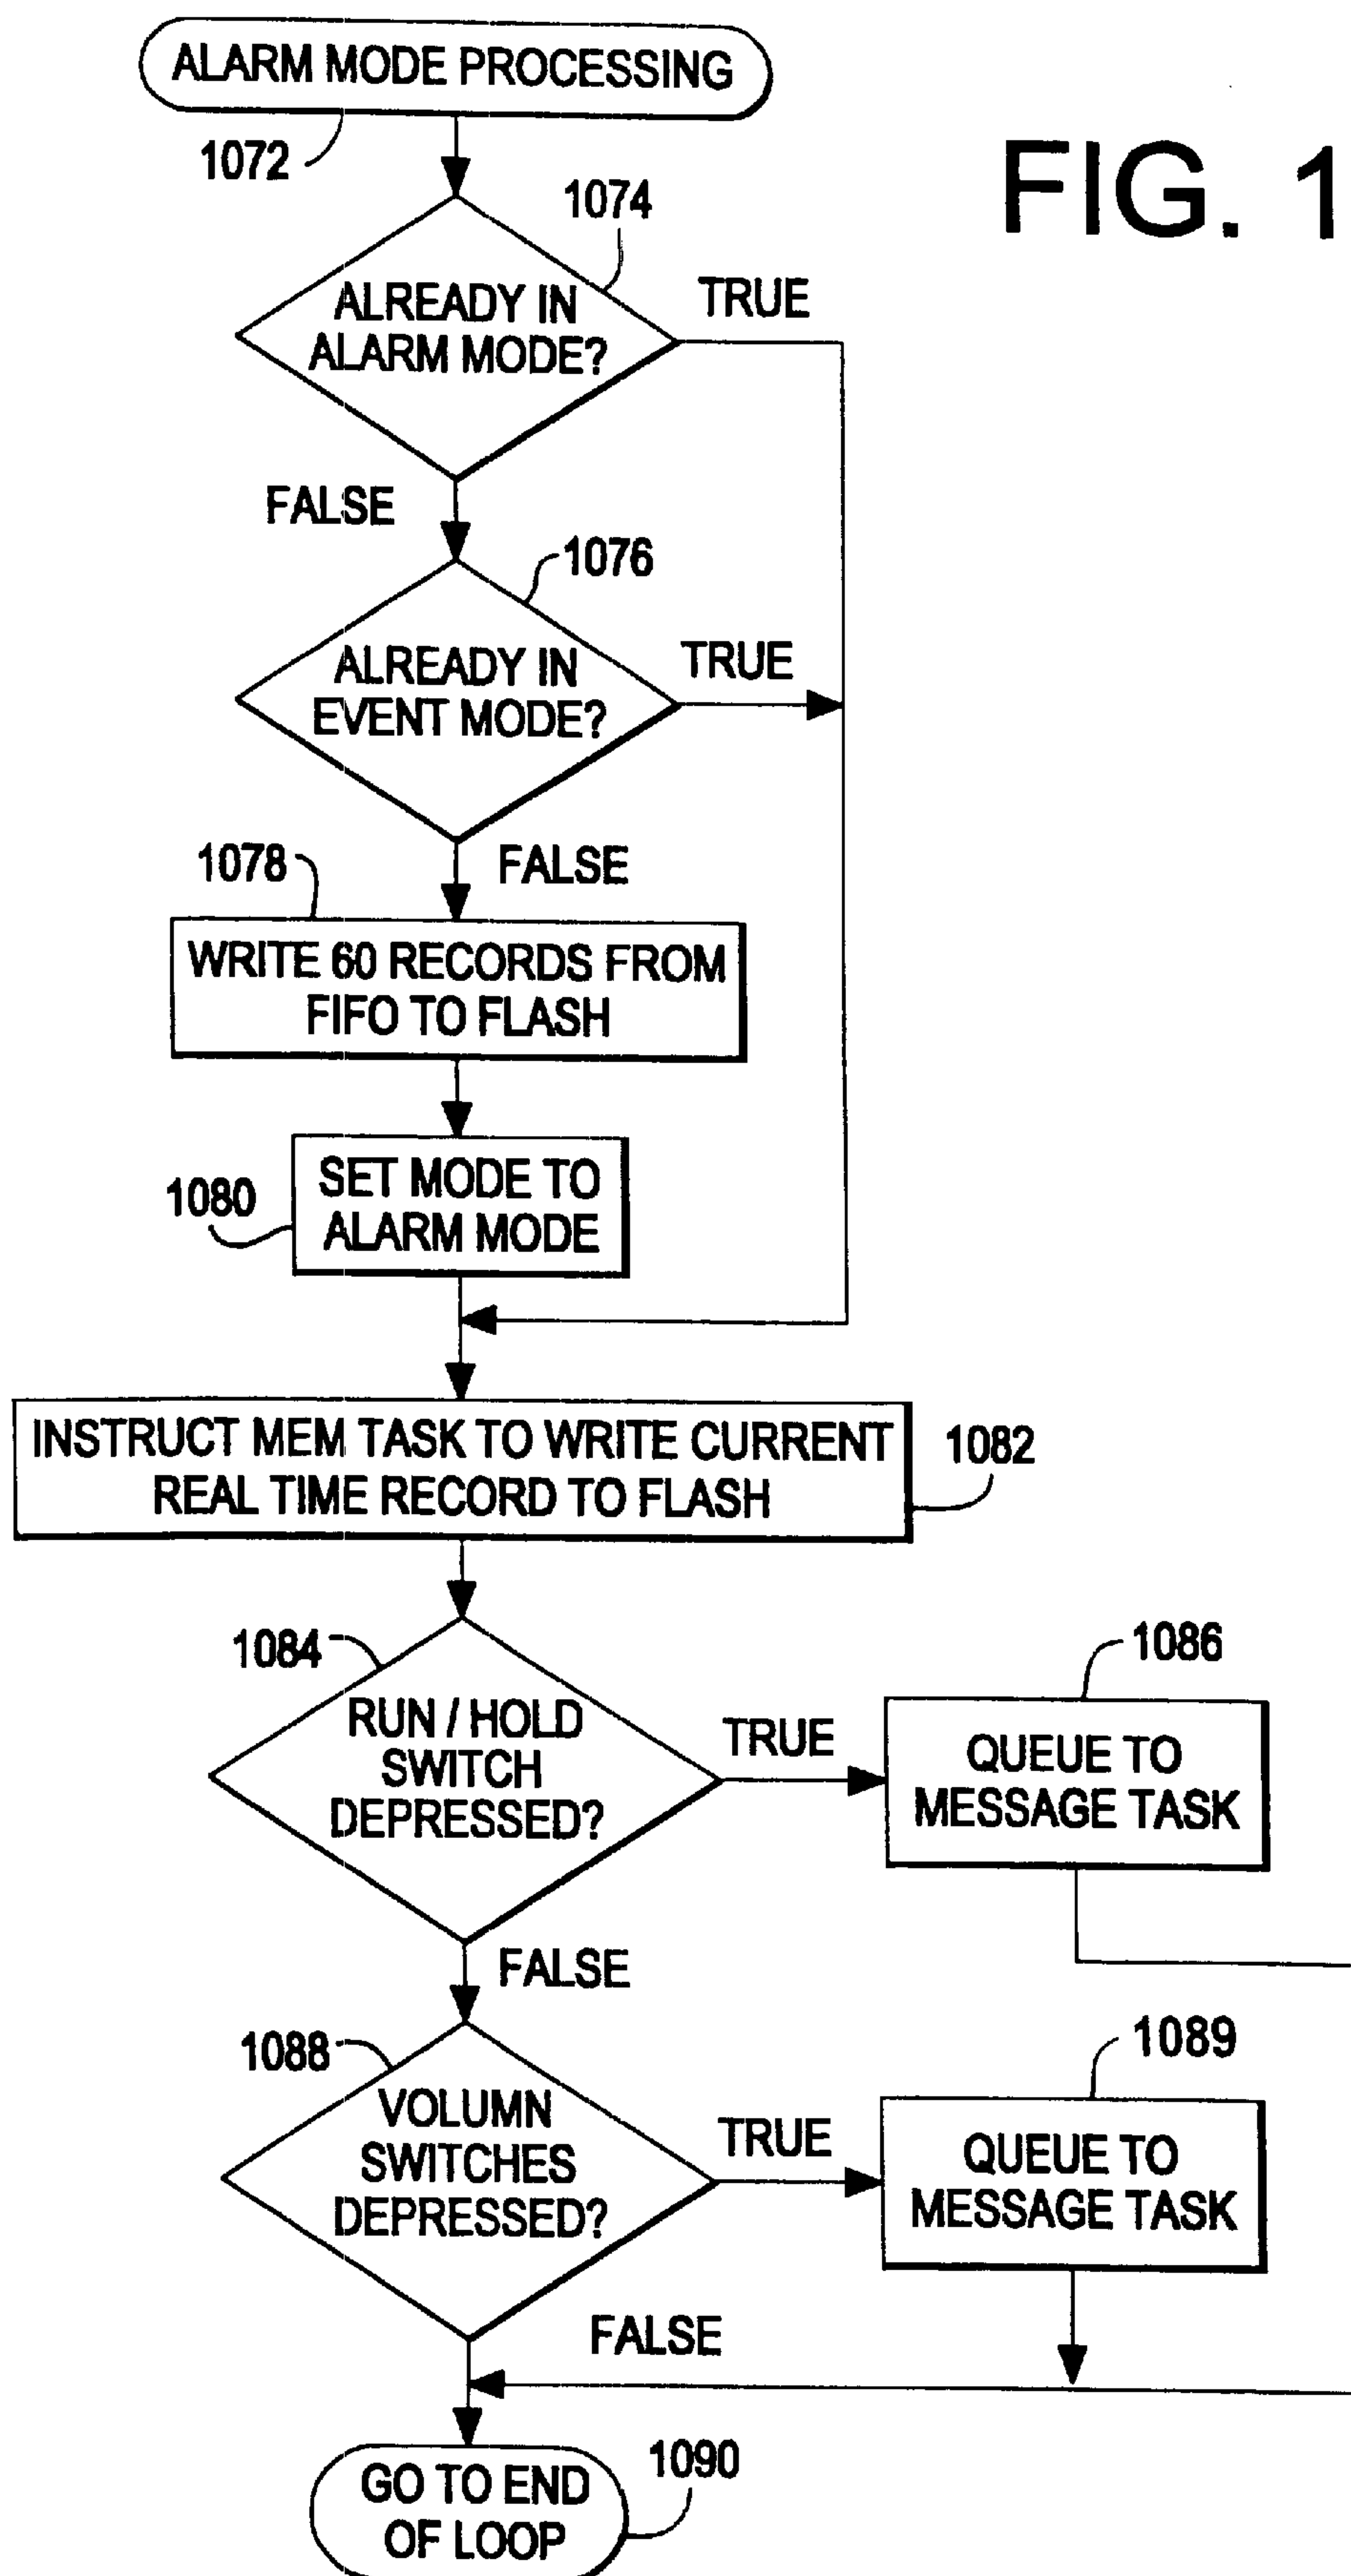 ALARM MODE PROCESSING
1072
FIG. 1
1074
ALREADY IN
ALARM MODE?
TRUE
FALSE
1076
ALREADY IN
EVENT MODE?
TRUE
1078
FALSE
WRITE 60 RECORDS FROM
FIFO TO FLASH
1080
SET MODE TO
ALARM MODE
INSTRUCT MEM TASK TO WRITE CURRENT
REAL TIME RECORD TO FLASH
1082
1084
RUN / HOLD
SWITCH
DEPRESSED?
TRUE
1086
QUEUE TO
MESSAGE TASK
FALSE
1088
VOLUMN
SWITCHES
DEPRESSED?
TRUE
1089
QUEUE TO
MESSAGE TASK
FALSE
GO TO END
OF LOOP
1090